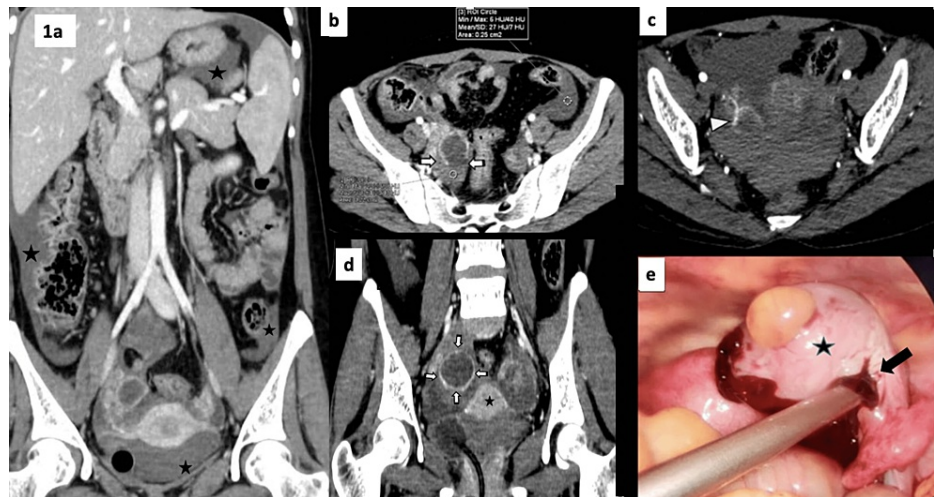 1a
b
[3] ROI Circle
Min / Max: 6 HU/40 HU
Mean/SD: 27 HU/7 HU
Area: 0.25 cm2
c
d
e